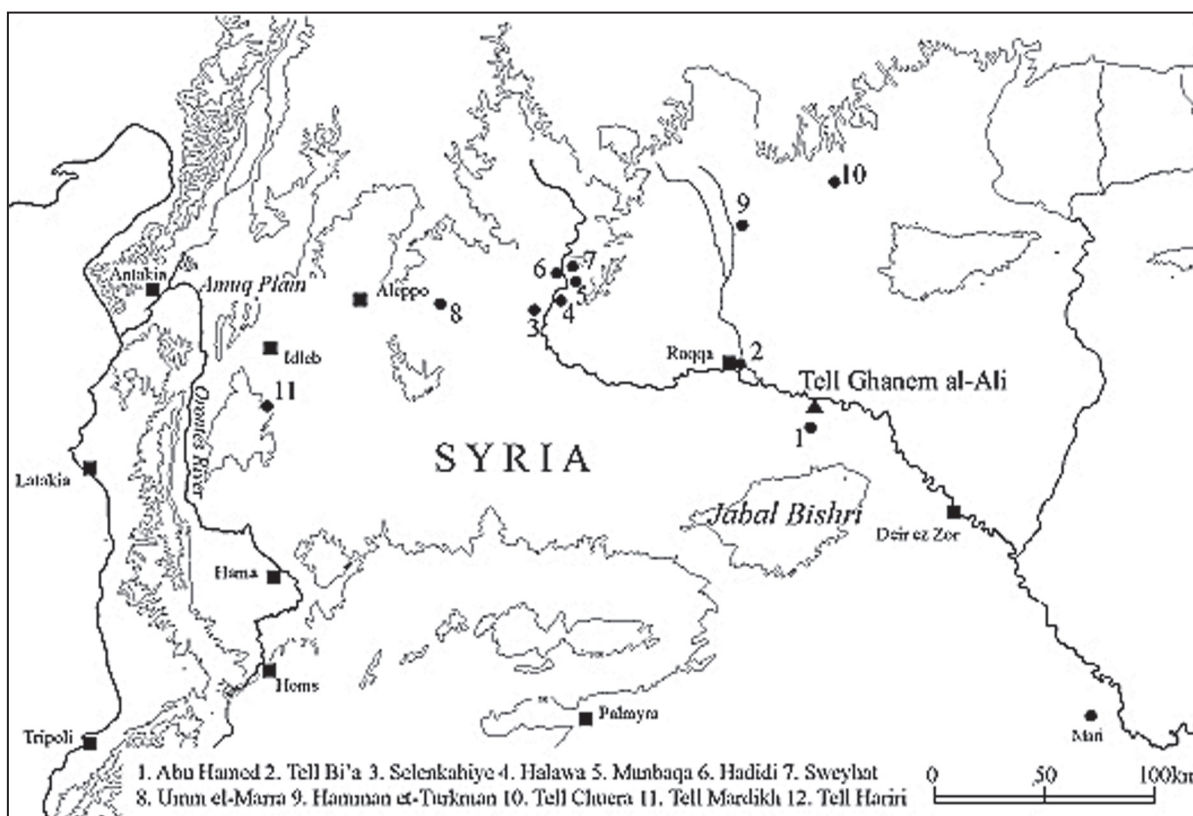 10
9
Antakin
Amuq Plain
6
7
5
Aleppo
8
3
4
Idleb
Raqqa
2
Tell Ghanem al-Ali
11
1
Orontes River
SYRIA
Latakia
Jabal Bishri
Deir ez Zor
Hama
Homs
Palmyra
Tripoli
Mari
1. Abu Hamed 2. Tell Bi'a 3. Selenkahiye 4. Halawa 5. Munbaqa 6. Hadidi 7. Sweyhat
8. Umm el-Marra 9. Hammam et-Turkman 10. Tell Chuera 11. Tell Mardikh 12. Tell Hariri
0 50 100km